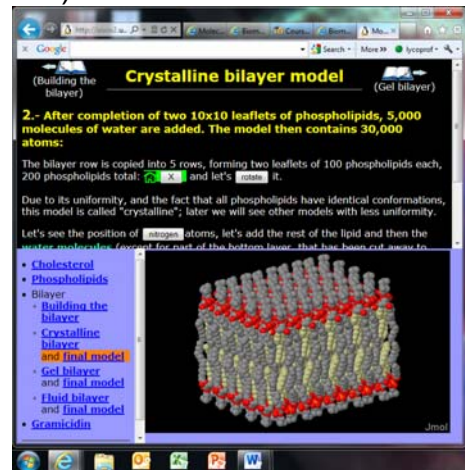 http://www2.u
Molec...
Biom...
Cours...
Biom...
Mo...
x Google
Search
More »
lycoprof
(Building the bilayer)
Crystalline bilayer model
(Gel bilayer)
2.- After completion of two 10x10 leaflets of phospholipids, 5,000
molecules of water are added. The model then contains 30,000
atoms:
The bilayer row is copied into 5 rows, forming two leaflets of 100 phospholipids each,
200 phospholipids total: X and let's rotate it.
Due to its uniformity, and the fact that all phospholipids have identical conformations,
this model is called "crystalline"; later we will see other models with less uniformity.
Let's see the position of nitrogen atoms, let's add the rest of the lipid and then the
water molecules (except for part of the bottom layer, that has been cut away to
Cholesterol
Phospholipids
Bilayer
Building the
bilayer
Crystalline
bilayer
and final model
Gel bilayer
and final model
Fluid bilayer
and final model
Gramicidin
Jmol